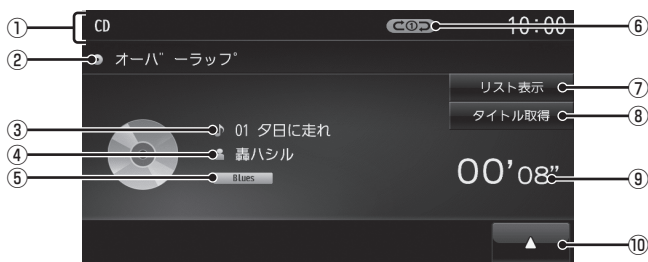 ① CD ① 10:00 ⑥
② オーバーラップ
リスト表示 ⑦
タイトル取得 ⑧
③ 01 夕日に走れ
④ 轟ハシル
⑤ Blues
00'08" ⑨
⑩